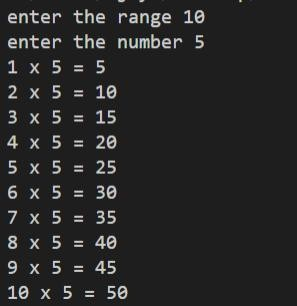 enter the range 10
enter the number 5
1 x 5 = 5
2 x 5 = 10
3 x 5 = 15
4 x 5 = 20
5 x 5 = 25
6 x 5 = 30
7 x 5 = 35
8 x 5 = 40
9 x 5 = 45
10 x 5 = 50